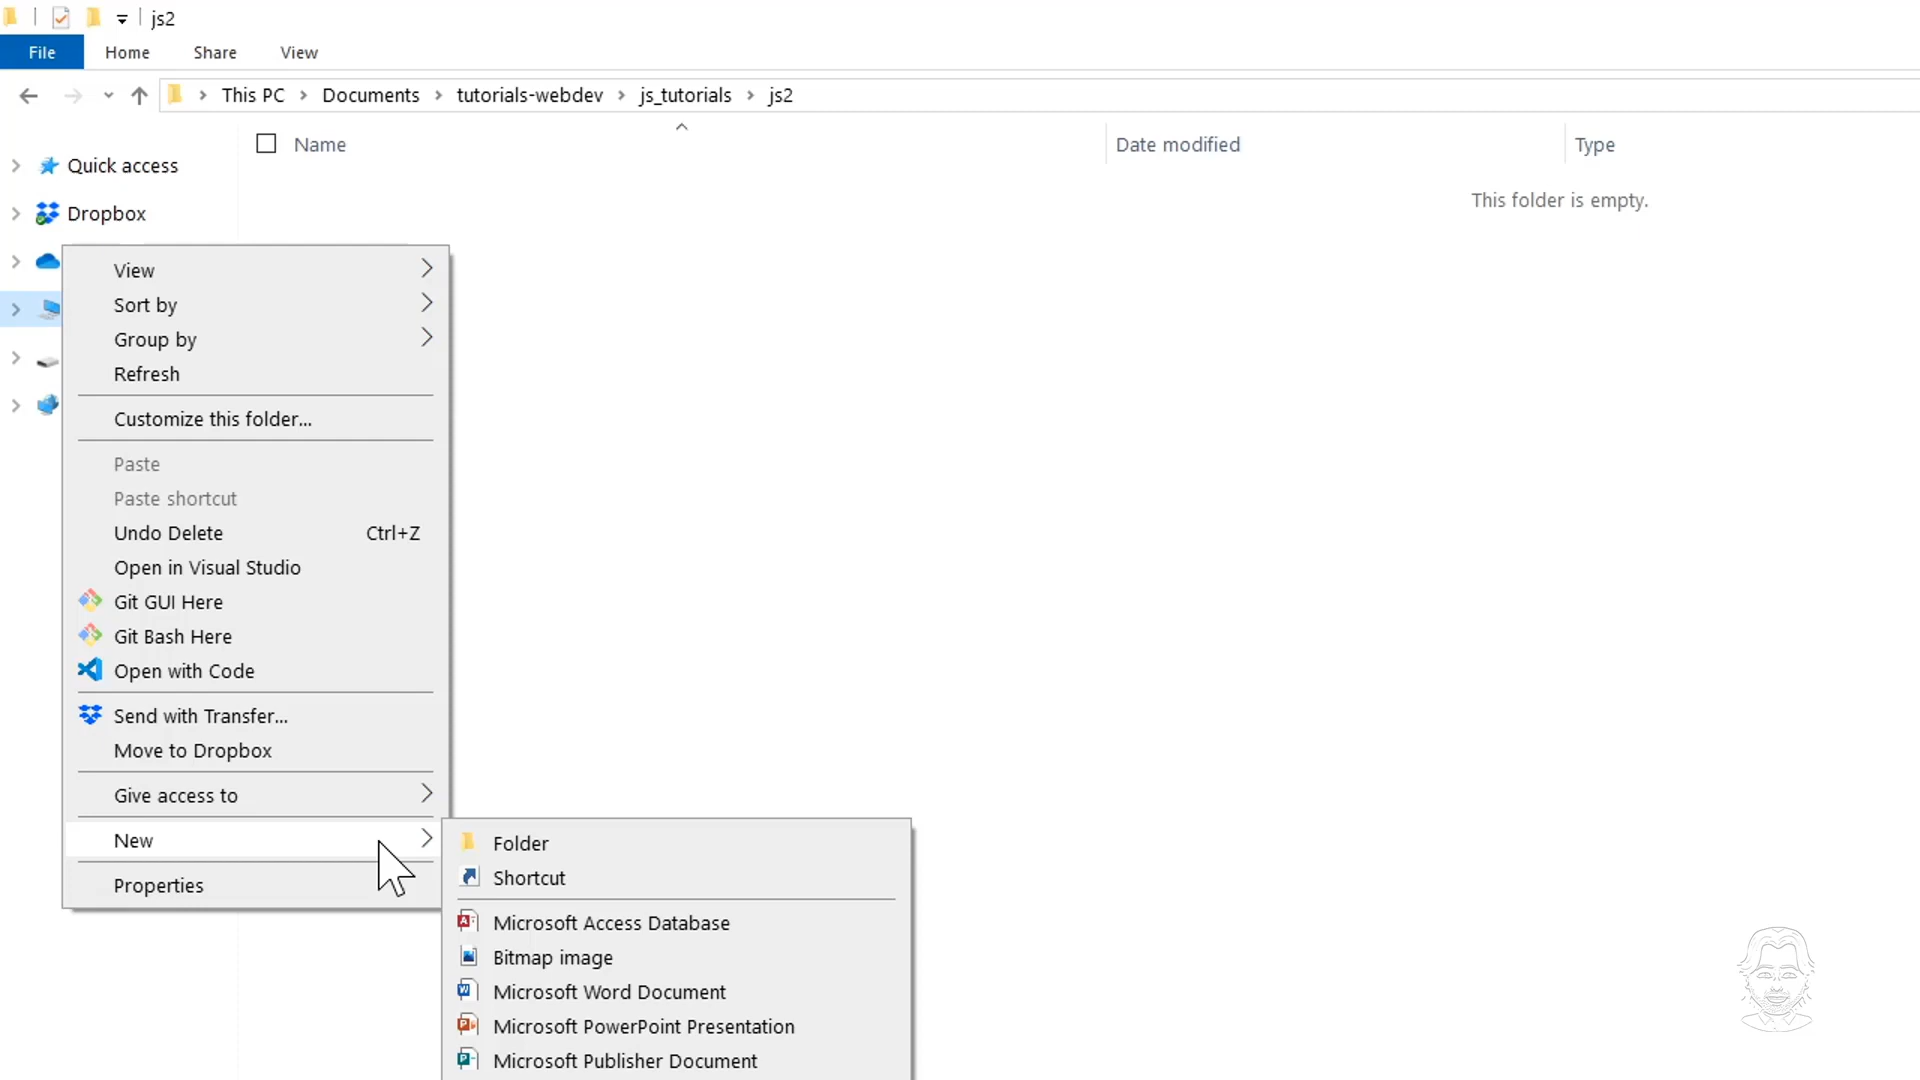 js2
File Home Share View
This PC Documents tutorials-webdev js_tutorials js2
Name Date modified Type
Quick access
This folder is empty.
Dropbox
View
Sort by
Group by
Refresh
Customize this folder...
Paste
Paste shortcut
Undo Delete Ctrl+Z
Open in Visual Studio
Git GUI Here
Git Bash Here
Open with Code
Send with Transfer...
Move to Dropbox
Give access to
New
Properties
Folder
Shortcut
Microsoft Access Database
Bitmap image
Microsoft Word Document
Microsoft PowerPoint Presentation
Microsoft Publisher Document